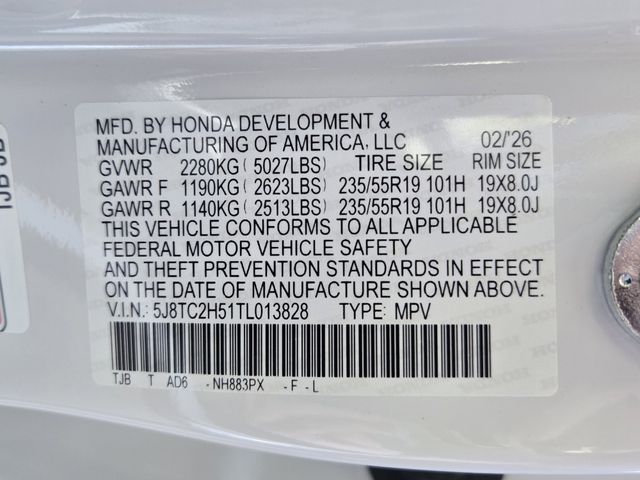 MFD. BY HONDA DEVELOPMENT &
MANUFACTURING OF AMERICA, LLC 02/'26
GVWR 2280KG ( 5027LBS) TIRE SIZE RIM SIZE
GAWR F 1190KG ( 2623LBS) 235/55R19 101H 19X8.0J
GAWR R 1140KG ( 2513LBS) 235/55R19 101H 19X8.0J
THIS VEHICLE CONFORMS TO ALL APPLICABLE
FEDERAL MOTOR VEHICLE SAFETY
AND THEFT PREVENTION STANDARDS IN EFFECT
ON THE DATE OF MANUFACTURE SHOWN ABOVE.
V.I.N.: 5J8TC2H51TL013828 TYPE: MPV
TJB T AD6 -NH883PX -F-L